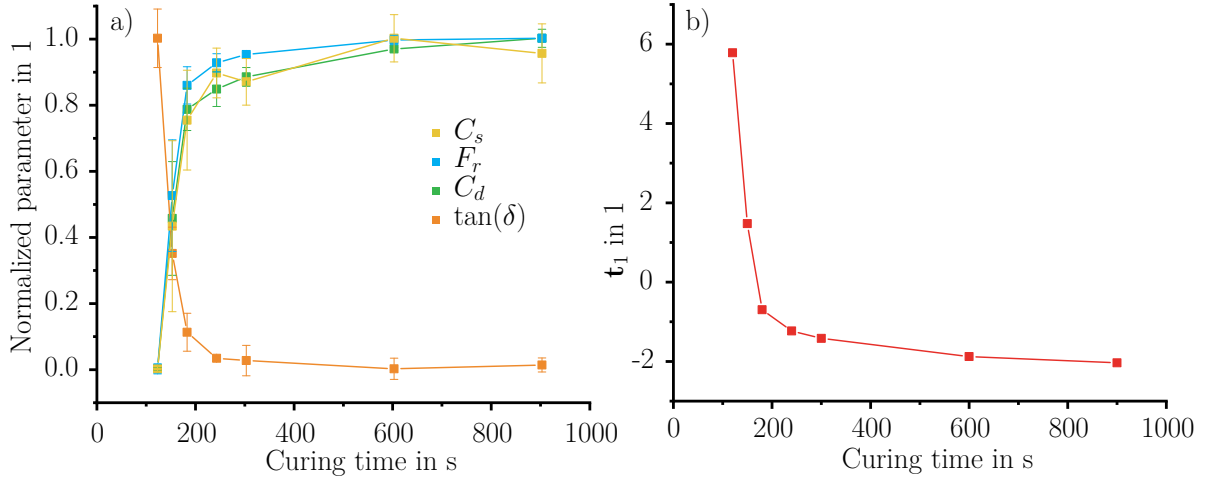 a)
Normalized parameter in 1
1.0
0.8
0.6
0.4
0.2
0.0
C_s
F_r
C_d
tan(δ)
0 200 400 600 800 1000
Curing time in s
b)
t_1 in 1
6
4
2
0
-2
0 200 400 600 800 1000
Curing time in s